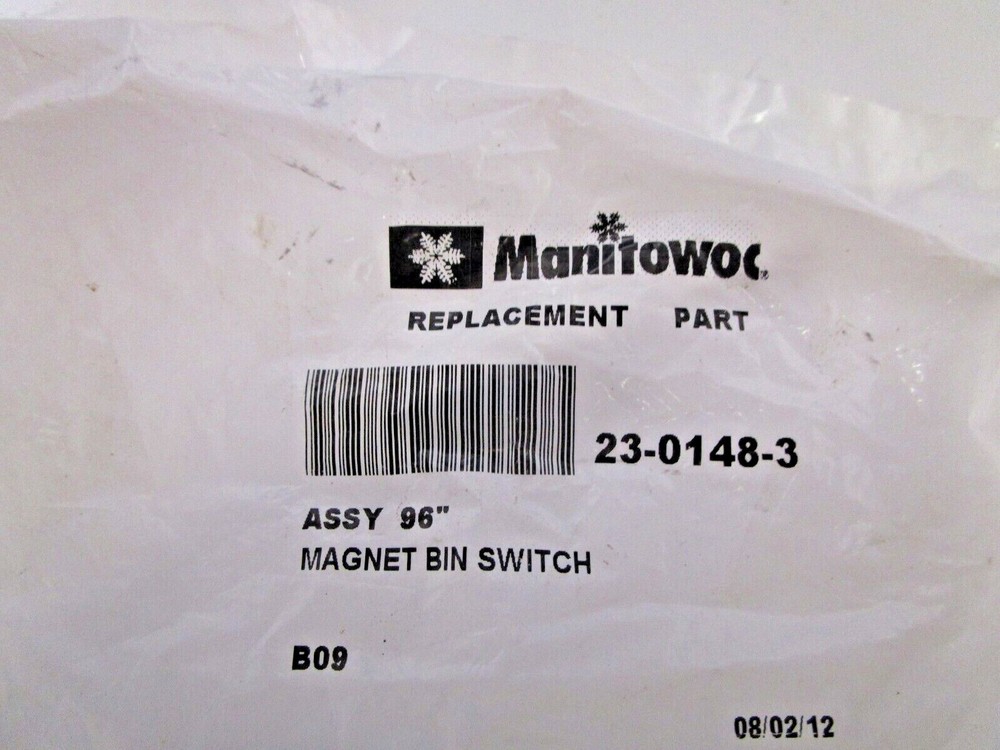 Manitowoc
REPLACEMENT PART
23-0148-3
ASSY 96"
MAGNET BIN SWITCH
B09
08/02/12